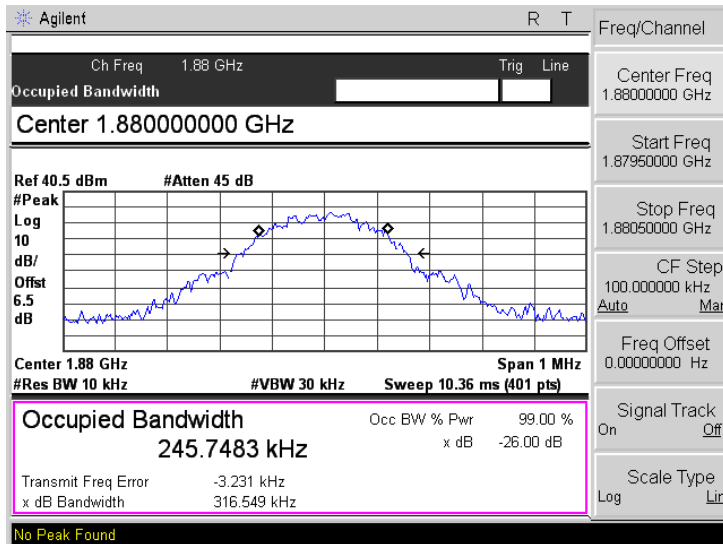 Agilent R T
Ch Freq 1.88 GHz Trig Line
Occupied Bandwidth
Center 1.880000000 GHz
Ref 40.5 dBm #Atten 45 dB
#Peak
Log
10
dB/
Offst
6.5
dB
Center 1.88 GHz Span 1 MHz
#Res BW 10 kHz #VBW 30 kHz Sweep 10.36 ms (401 pts)
Occupied Bandwidth Occ BW % Pwr 99.00 %
245.7483 kHz x dB -26.00 dB
Transmit Freq Error -3.231 kHz
x dB Bandwidth 316.549 kHz
No Peak Found
Freq/Channel
Center Freq
1.88000000 GHz
Start Freq
1.87950000 GHz
Stop Freq
1.88050000 GHz
CF Step
100.000000 kHz
Auto Man
Freq Offset
0.00000000 Hz
Signal Track
On Off
Scale Type
Log Lin